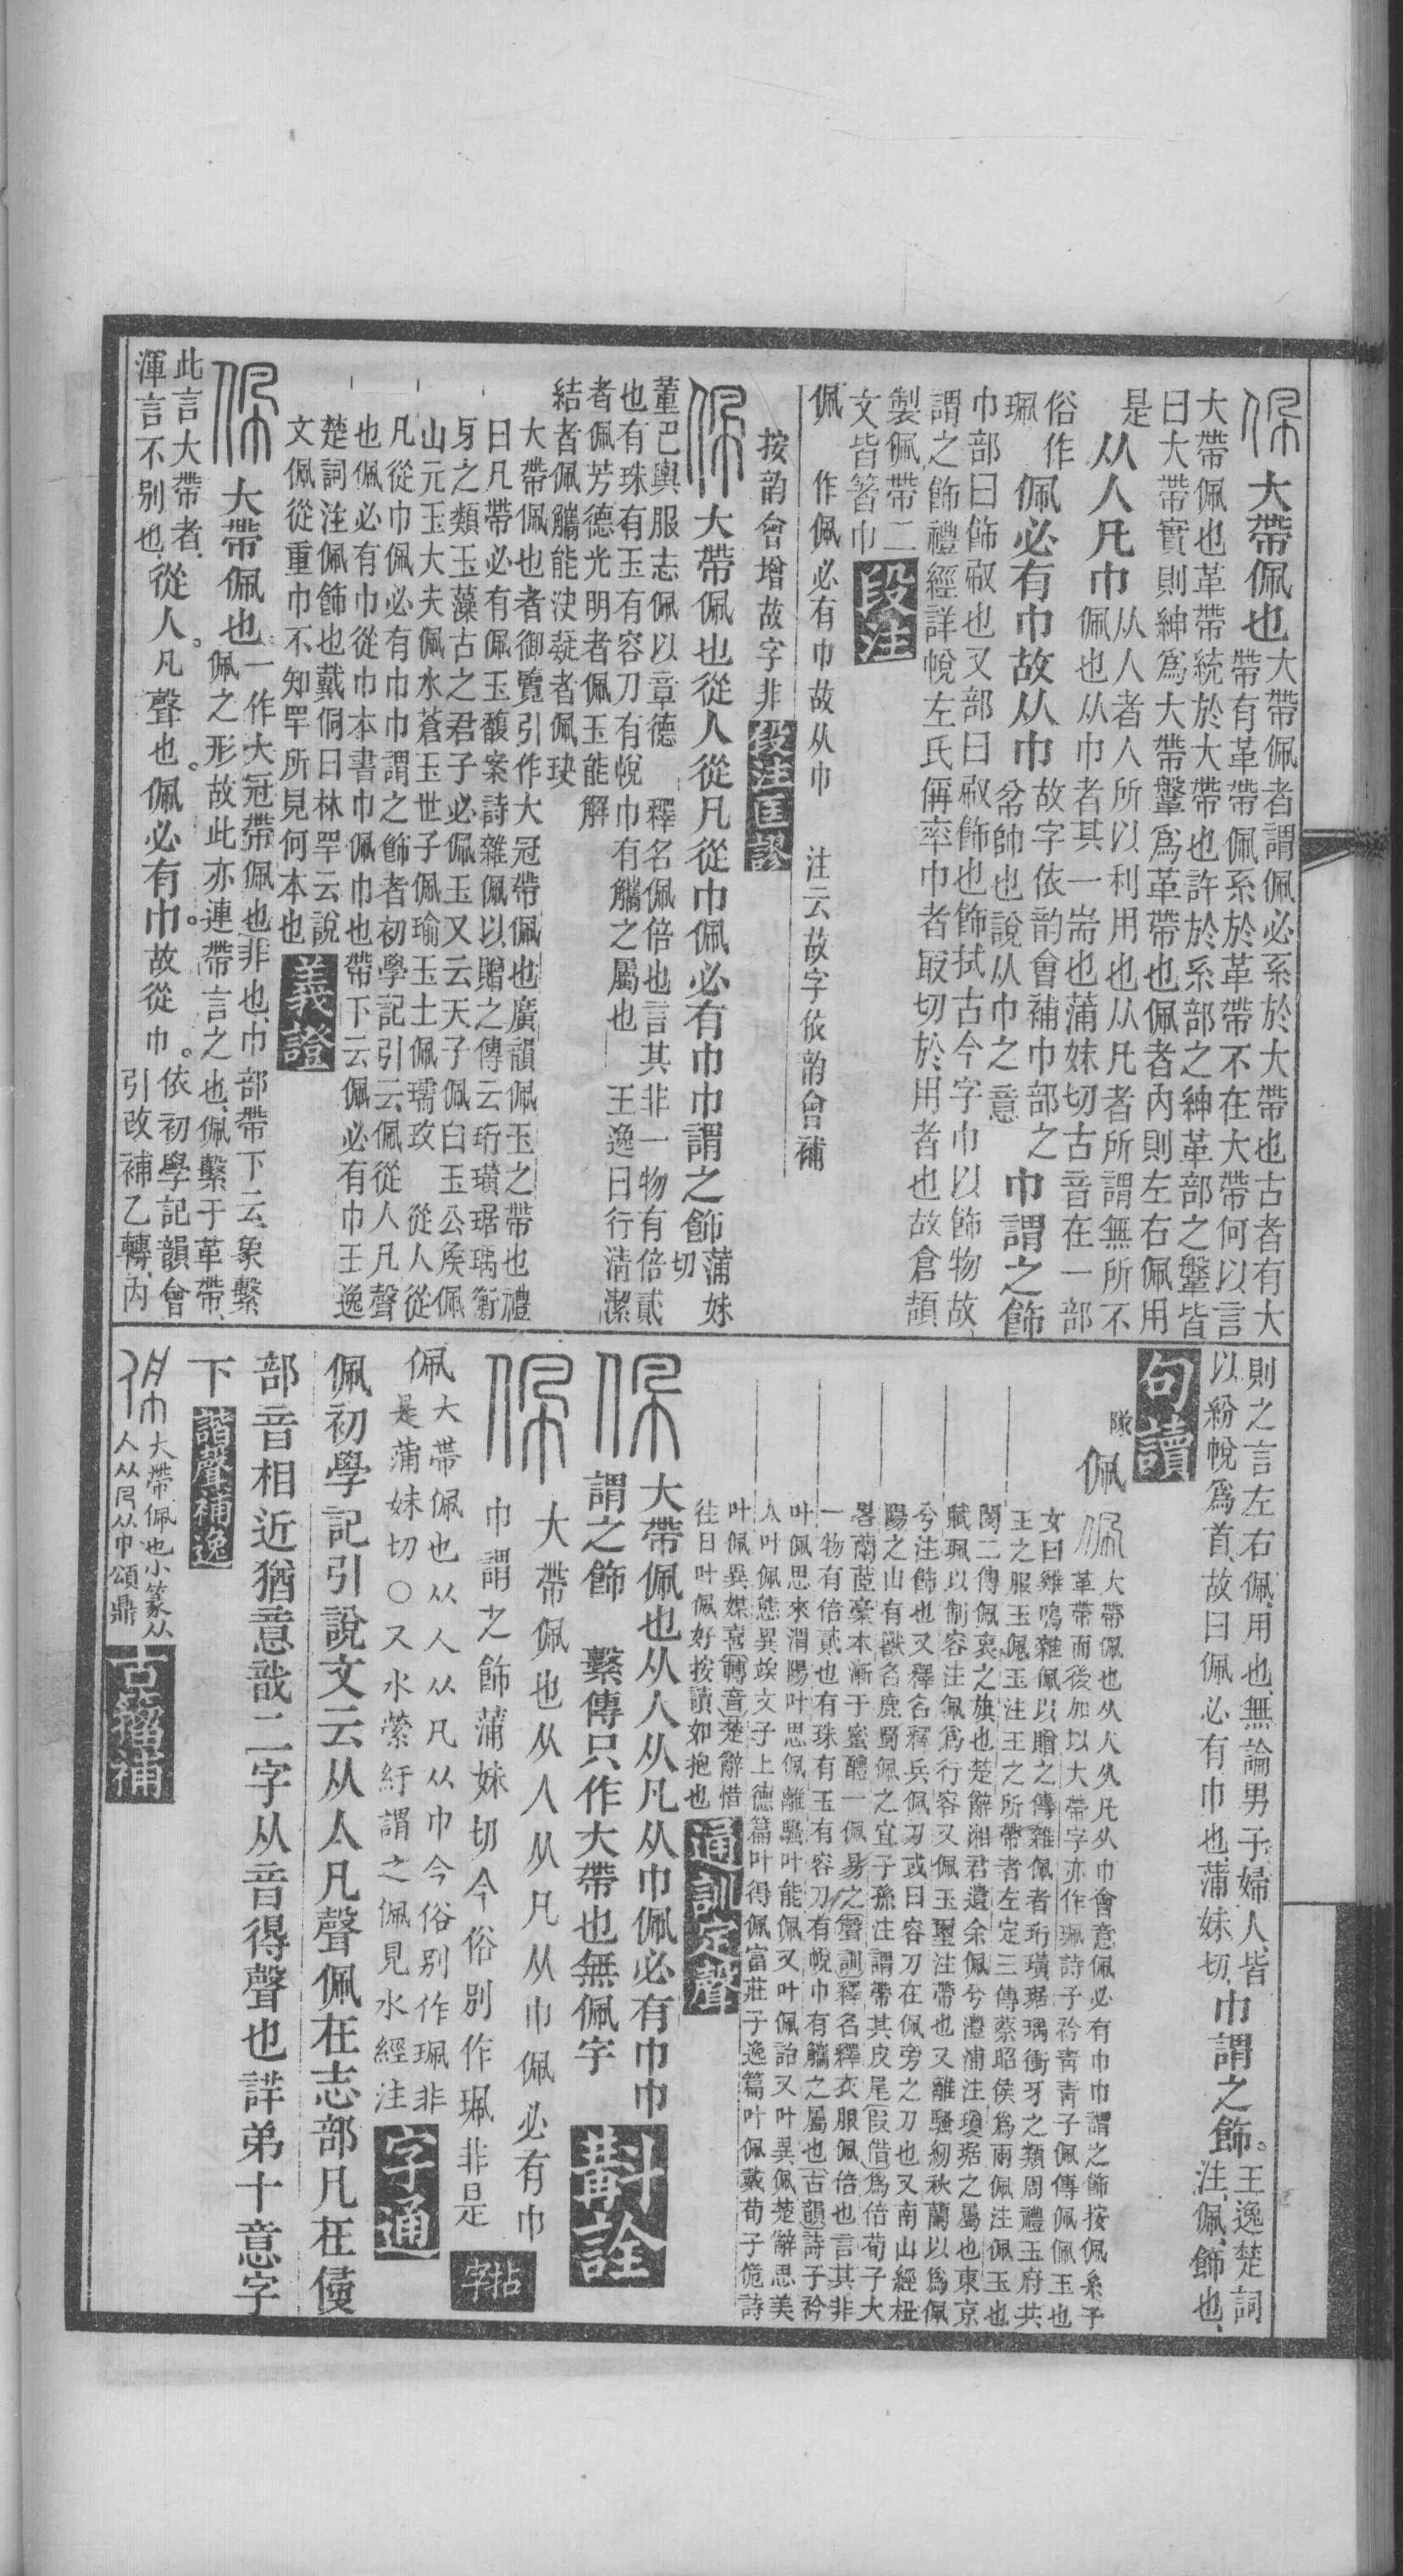 大帶佩也
大帶佩者謂佩必系於大帶也古者有大
帶有革帶佩系於革帶不在大帶何以言
大帶佩也革帶統於大帶也許於系部之紳革部之鞶皆
曰大帶實則紳爲大帶鞶爲革帶也佩者內則左右佩用
是
从人凡巾
从人者人所以利用也从凡者所謂無所不
佩也从巾者其一耑也蒲妹切古音在一部
俗作
珮
佩必有巾故从巾
故字依韵會補巾部之
帉帥也說从巾之意
巾謂之飾
巾部曰飾㕞也又部曰㕞飾也飾拭古今字巾以飾物故
謂之飾禮經詳帨左氏偁率巾者取切於用者也故倉頡
製佩帶二
文皆箸巾
段注
佩
作佩必有巾故从巾
注云故字依韵會補
按韵會增故字非
段注匡謬
大帶佩也從人從凡從巾佩必有巾巾謂之飾
蒲妹
切
董巴輿服志佩以章德
釋名佩倍也言其非一物有倍貳
也有珠有玉有容刀有帨巾有觿之屬也
王逸曰行淸潔
者佩芳德光明者佩玉能解
結者佩觿能決疑者佩玦
大帶佩也者御覽引作大冠帶佩也廣韻佩玉之帶也禮
曰凡帶必有佩玉馥案詩雜佩以贈之傳云珩璜琚瑀衝
身之類玉藻古之君子必佩玉又云天子佩白玉公矦佩
山元玉大夫佩水蒼玉世子佩瑜玉士佩瓀玫
從人從
凡從巾佩必有巾巾謂之飾者初學記引云佩從人凡聲
也佩必有巾從巾本書巾佩巾也帶下云佩必有巾王逸
楚詞注佩飾也戴侗曰林罕云說
文佩從重巾不知罕所見何本也
義證
大帶佩也
一作大冠帶佩也非也巾部帶下云象繫
佩之形故此亦連帶言之也佩繫于革帶
此言大帶者
渾言不別也
從人凡聲也佩必有巾故從巾
依初學記韻會
引改補乙轉內
則之言左右佩用也無論男子婦人皆
以紛帨爲首故曰佩必有巾也蒲妹切
巾謂之飾
王逸楚詞
注佩飾也
句讀
隊
佩
大帶佩也从人从凡从巾會意佩必有巾巾謂之飾按佩系于
革帶而後加以大帶字亦作珮詩子衿靑靑子佩傳佩佩玉也
女曰雞鳴雜佩以贈之傳雜佩者珩璜琚瑀衝牙之類周禮玉府共
王之服玉佩玉注王之所帶者左定三傳蔡昭侯爲兩佩注佩玉也
閔二傳佩衷之旗也楚辭湘君遺余佩兮灃浦注瓊琚之屬也東京
賦珮以制容注佩爲行容又佩玉璽注帶也又離騷紉秋蘭以爲佩
兮注飾也又釋名釋兵佩刀或曰容刀在佩旁之刀也又南山經杻
陽之山有獸名鹿蜀佩之宜子孫注謂帶其皮尾假借爲倍荀子大
畧蘭茝稾本漸于蜜醴一佩易之聲訓釋名釋衣服佩倍也言其非
一物有倍貳也有珠有玉有容刀有帨巾有觿之屬也古韻詩子衿
叶佩思來渭陽叶思佩離騷叶能佩又叶佩詒又叶異佩楚辭思美
人叶佩態異竢文子上德篇叶得佩富莊子逸篇叶佩戴荀子佹詩
叶佩異媒喜轉音楚辭惜
往日叶佩好按讀如抱也
通訓定聲
大帶佩也从人从凡从巾佩必有巾巾
謂之飾
繫傳只作大帶也無佩字
斠詮
大帶佩也从人从凡从巾佩必有巾
巾謂之飾蒲妹切今俗別作珮非是
拈字
佩
大帶佩也从人从凡从巾今俗別作珮非
是蒲妹切〇又水縈紆謂之佩見水經注
字通
佩初學記引說文云从人凡聲佩在志部凡在㑴
部音相近猶意戠二字从音得聲也詳弟十意字
下
諧聲補逸
大帶佩也小篆从
人从凡从巾頌鼎
古籀補